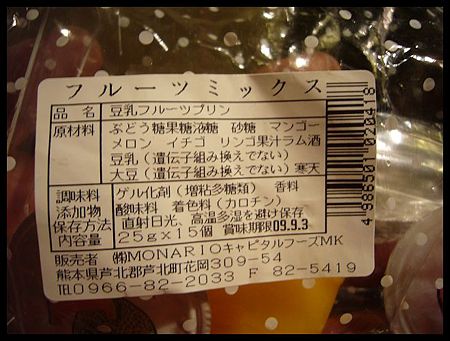 フルーツミックス
品 名 豆乳フルーツプリン
原材料 ぶどう糖果糖液糖 砂糖 マンゴー
メロン イチゴ リンゴ果汁ラム酒
豆乳(遺伝子組み換えでない)
大豆(遺伝子組み換えでない)寒天
調味料 ゲル化剤(増粘多糖類) 香料
添加物 酸味料 着色料(カロチン)
保存方法 直射日光、高温多湿を避け保存
内容量 25g×15個 賞味期限09.9.3
販売者 ㈱MONARIOキャピタルフーズMK
熊本県芦北郡芦北町花岡309-54
TEL0966-82-2033 F 82-5419
4986501020418